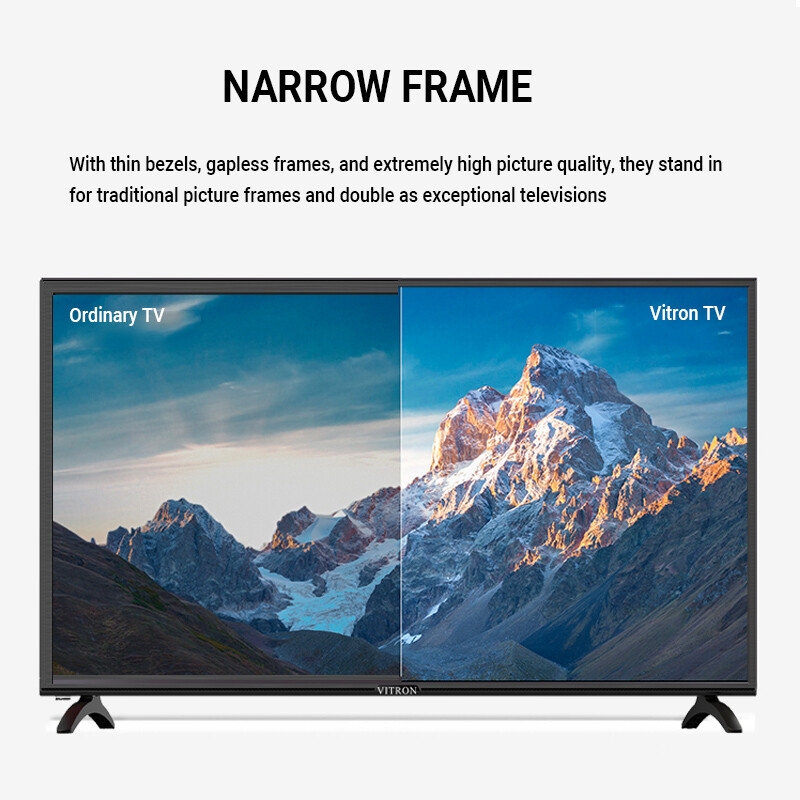 NARROW FRAME
With thin bezels, gapless frames, and extremely high picture quality, they stand in
for traditional picture frames and double as exceptional televisions
Ordinary TV
Vitron TV
VITRON